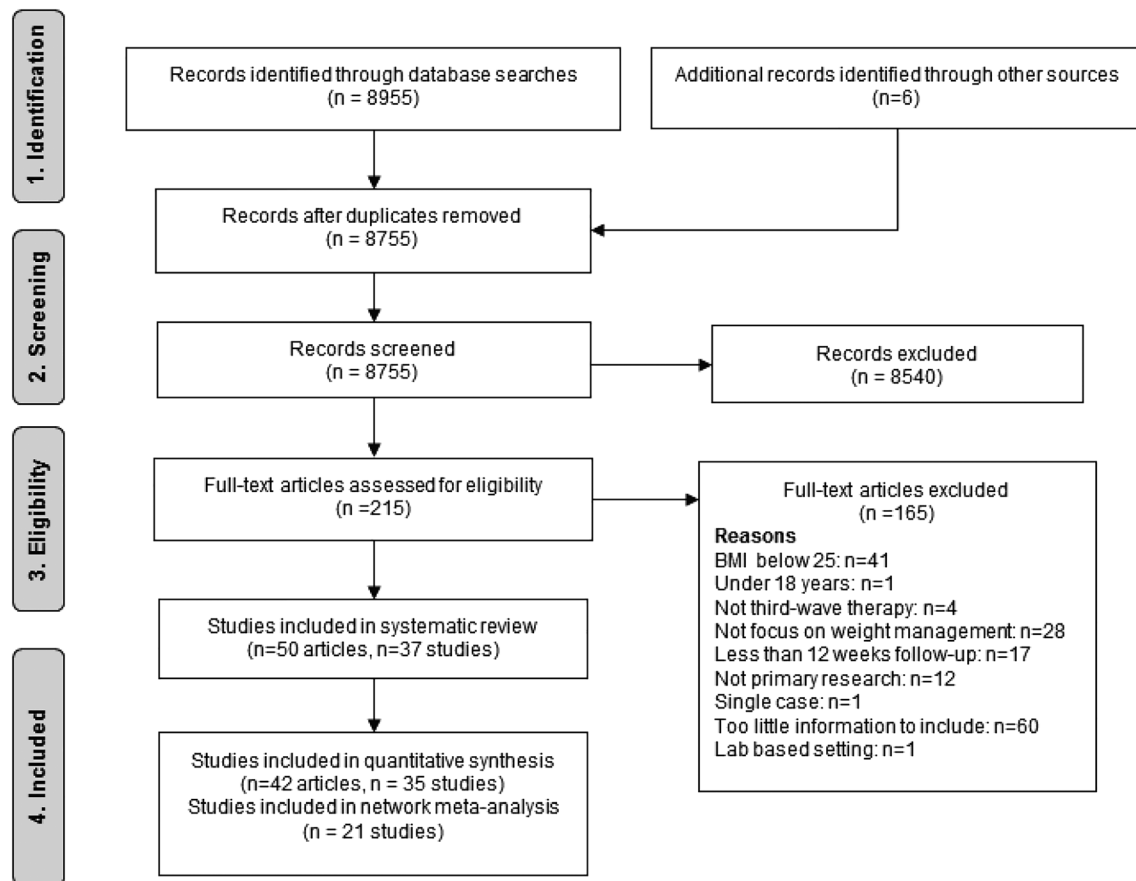 1. Identification
Records identified through database searches
(n = 8955)
Additional records identified through other sources
(n=6)
Records after duplicates removed
(n = 8755)
2. Screening
Records screened
(n = 8755)
Records excluded
(n = 8540)
3. Eligibility
Full-text articles assessed for eligibility
(n =215)
Full-text articles excluded
(n =165)
Reasons
BMI below 25: n=41
Under 18 years: n=1
Not third-wave therapy: n=4
Not focus on weight management: n=28
Less than 12 weeks follow-up: n=17
Not primary research: n=12
Single case: n=1
Too little information to include: n=60
Lab based setting: n=1
Studies included in systematic review
(n=50 articles, n=37 studies)
4. Included
Studies included in quantitative synthesis
(n=42 articles, n = 35 studies)
Studies included in network meta-analysis
(n = 21 studies)